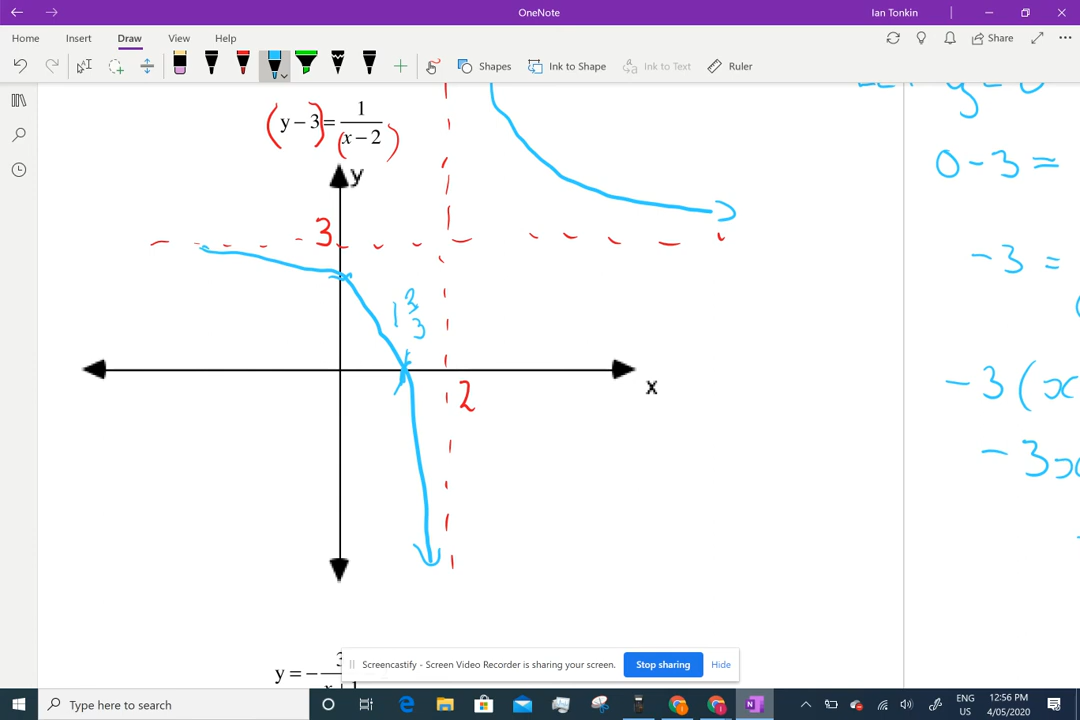 OneNote
Ian Tonkin
Home Insert Draw View Help
Share
Shapes
Ink to Shape
Ink to Text
Ruler
(y – 3) = 1
(x – 2)
y
3
1 3
3
x
2
0 - 3 =
-3 =
-3 (x
- 3x
y = - 3
Screencastify - Screen Video Recorder is sharing your screen.
Stop sharing
Hide
Type here to search
ENG
US
12:56 PM
4/05/2020